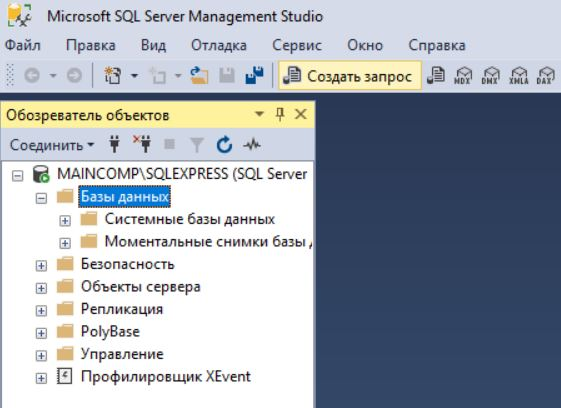 Microsoft SQL Server Management Studio
Файл Правка Вид Отладка Сервис Окно Справка
Создать запрос MDX DMX XMLA DAX
Обозреватель объектов
Соединить
MAINCOMP\SQLEXPRESS (SQL Server
Базы данных
Системные базы данных
Моментальные снимки базы
Безопасность
Объекты сервера
Репликация
PolyBase
Управление
Профилировщик XEvent